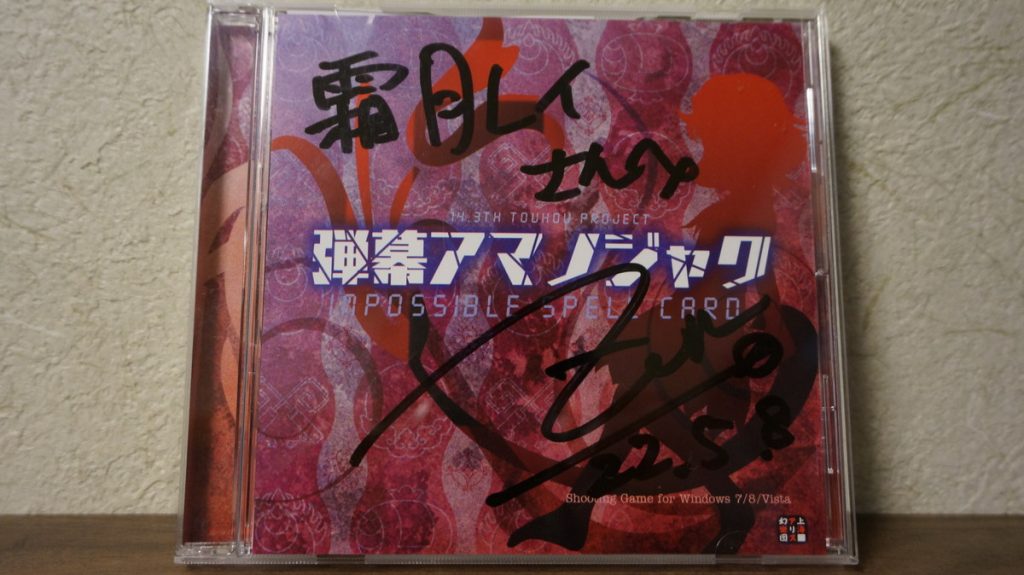 霜月レイ
さんへ
14.3TH TOUHOU PROJECT
弾幕アマノジャク
IMPOSSIBLE SPELL CARD
22.5.8
Shooting Game for Windows 7/8/Vista
上海アリス幻樂団